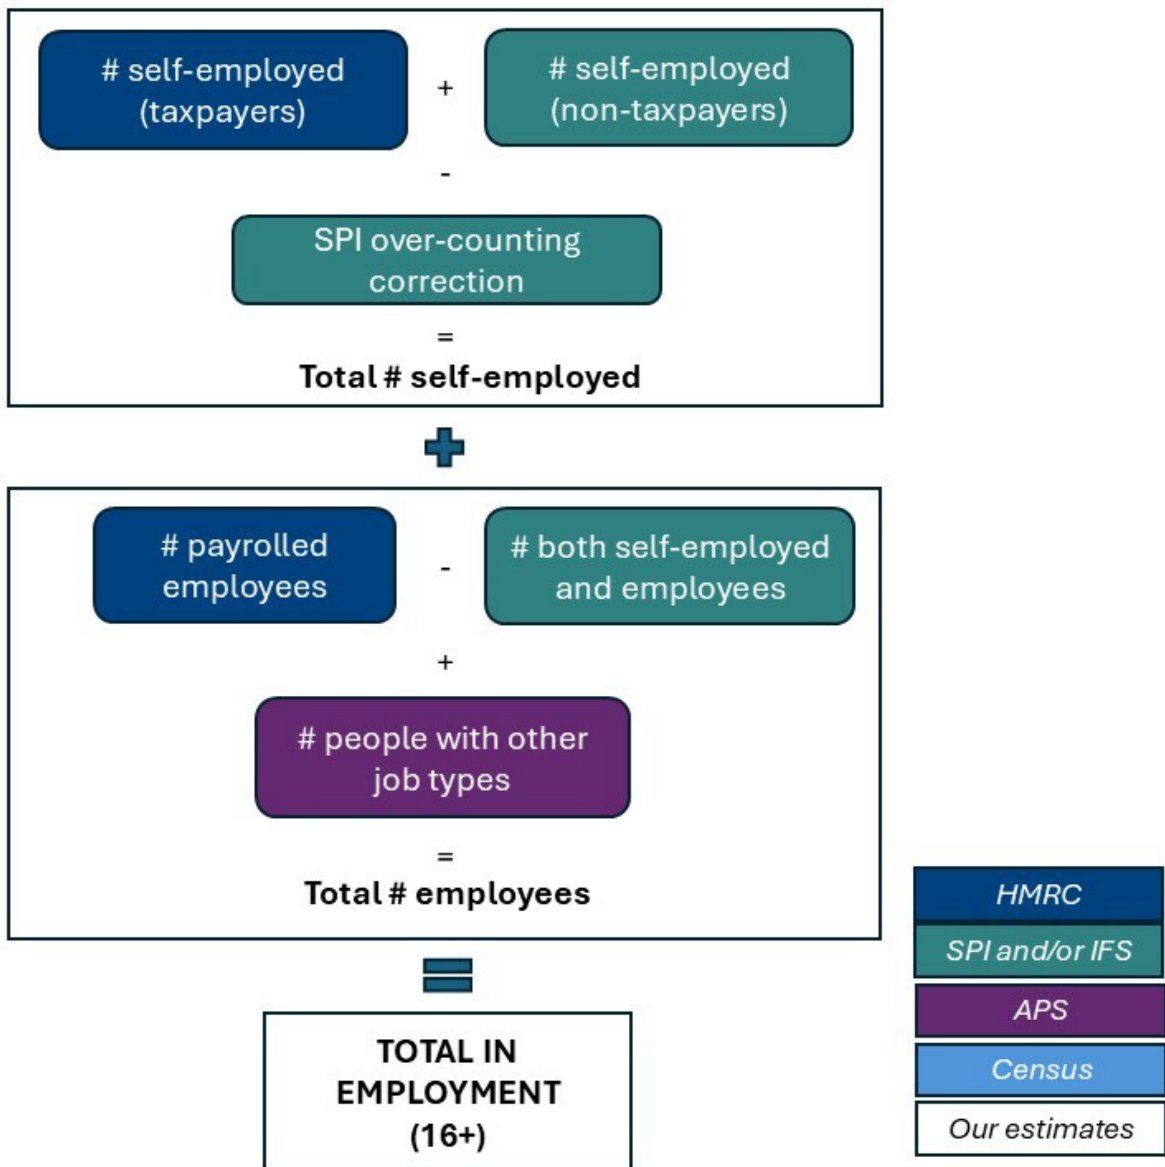 # self-employed
(taxpayers)
+
# self-employed
(non-taxpayers)
-
SPI over-counting
correction
=
Total # self-employed
# payrolled
employees
-
# both self-employed
and employees
+
# people with other
job types
=
Total # employees
TOTAL IN
EMPLOYMENT
(16+)
HMRC
SPI and/or IFS
APS
Census
Our estimates